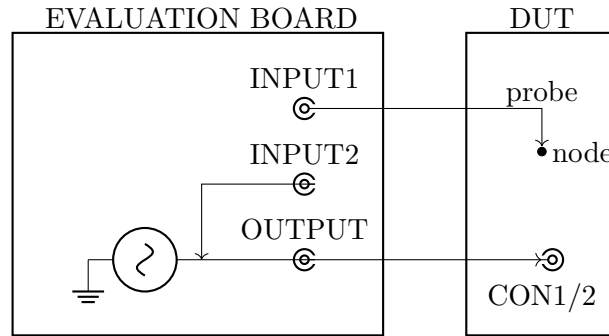 EVALUATION BOARD
DUT
INPUT1
probe
node
INPUT2
OUTPUT
CON1/2